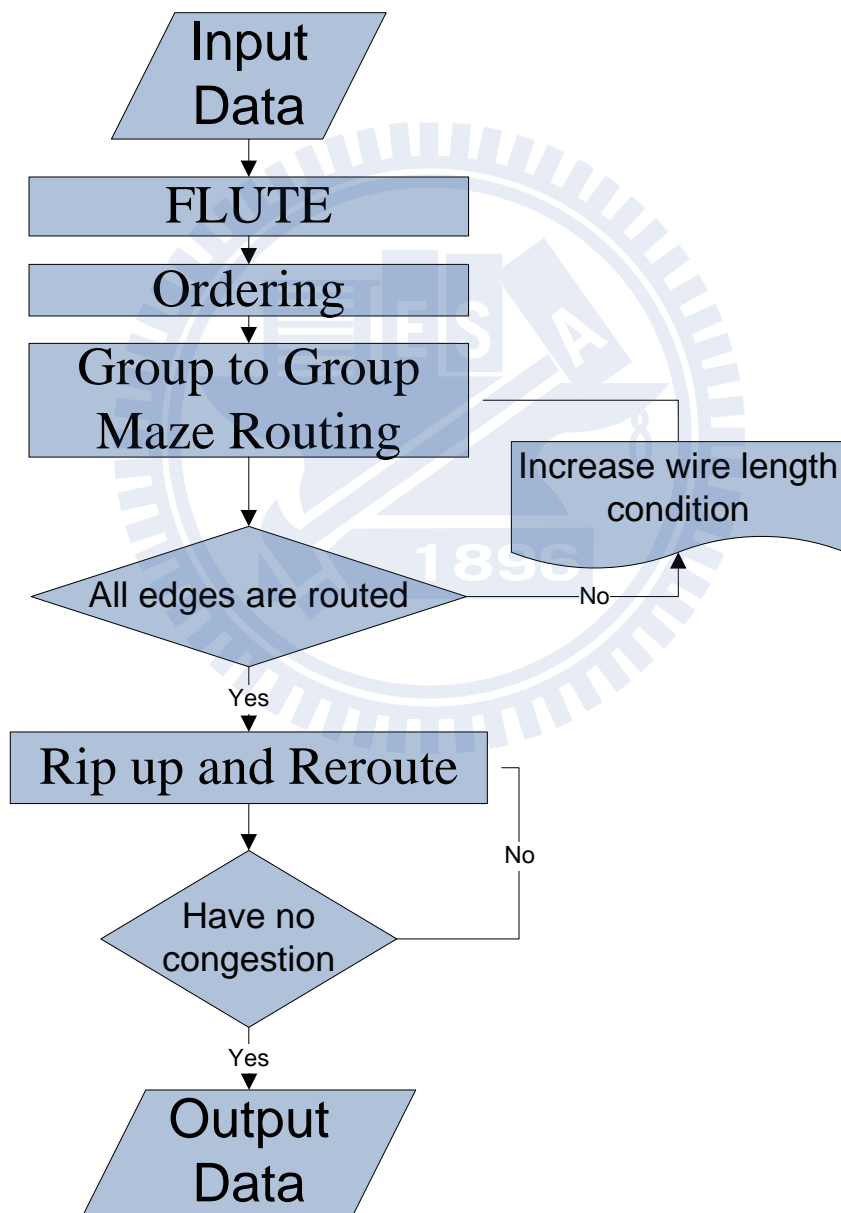 Input
Data
FLUTE
Ordering
Group to Group
Maze Routing
Increase wire length
condition
All edges are routed
No
Yes
Rip up and Reroute
No
Have no
congestion
Yes
Output
Data
E S A
1896